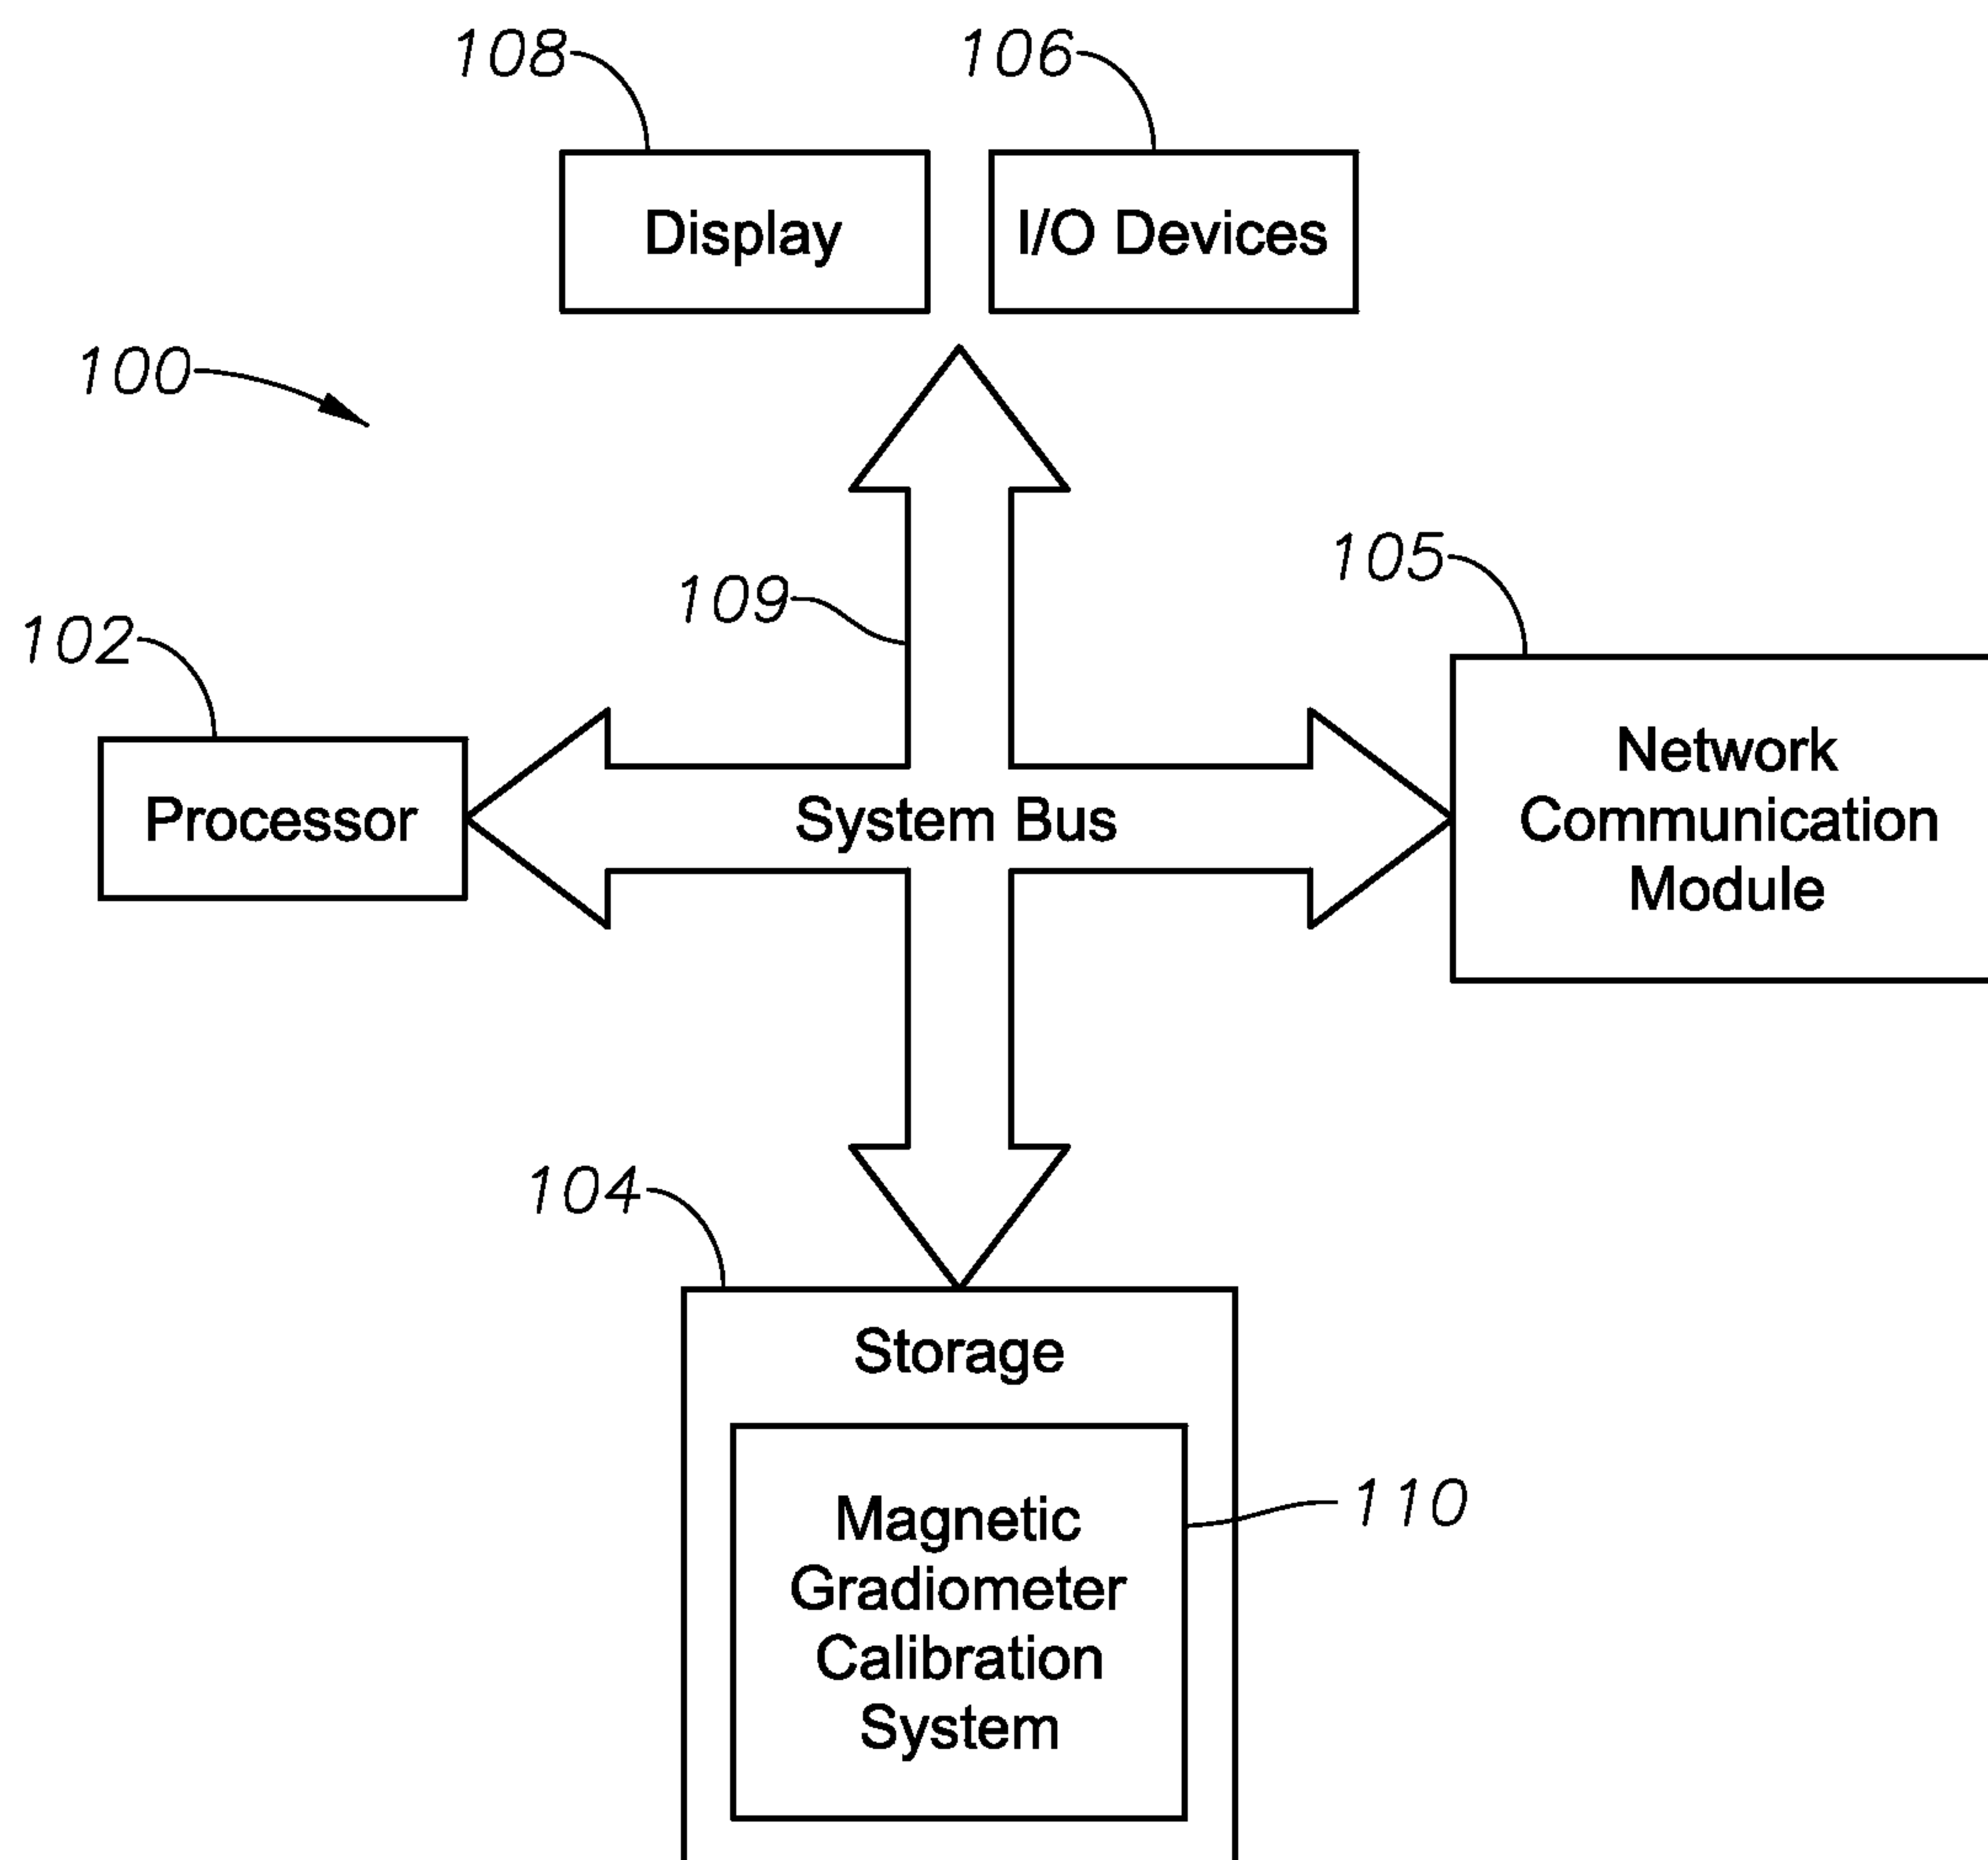 108
106
Display
I/O Devices
100
105
109
102
Network
Communication
Module
Processor
System Bus
104
Storage
110
Magnetic
Gradiometer
Calibration
System